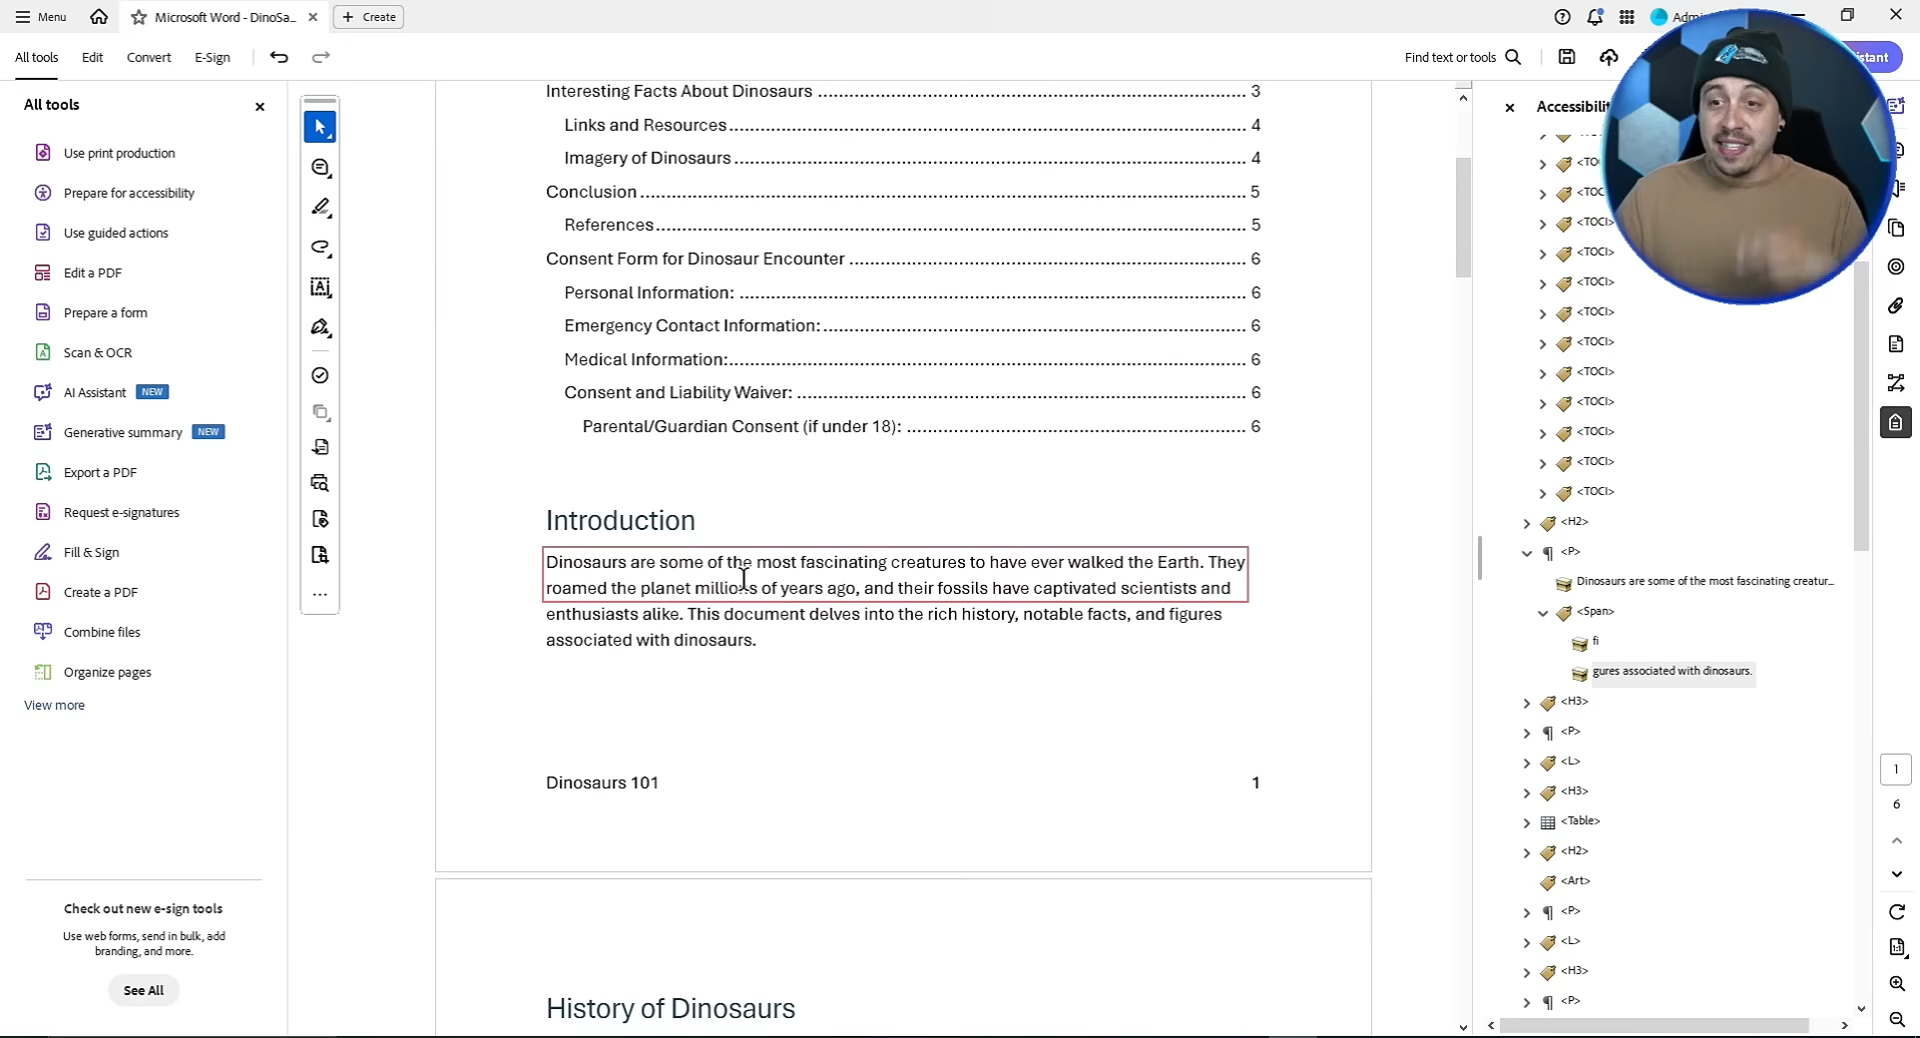 Menu
Microsoft Word - DinoSa...
Create
All tools
Edit
Convert
E-Sign
Find text or tools
All tools
Use print production
Prepare for accessibility
Use guided actions
Edit a PDF
Prepare a form
Scan & OCR
AI Assistant NEW
Generative summary NEW
Export a PDF
Request e-signatures
Fill & Sign
Create a PDF
Combine files
Organize pages
View more
Check out new e-sign tools
Use web forms, send in bulk, add
branding, and more.
See All
Interesting Facts About Dinosaurs ........ 3
Links and Resources ........ 4
Imagery of Dinosaurs ........ 4
Conclusion ........ 5
References ........ 5
Consent Form for Dinosaur Encounter ........ 6
Personal Information: ........ 6
Emergency Contact Information: ........ 6
Medical Information: ........ 6
Consent and Liability Waiver: ........ 6
Parental/Guardian Consent (if under 18): ........ 6
Introduction
Dinosaurs are some of the most fascinating creatures to have ever walked the Earth. They
roamed the planet millions of years ago, and their fossils have captivated scientists and
enthusiasts alike. This document delves into the rich history, notable facts, and figures
associated with dinosaurs.
Dinosaurs 101 1
History of Dinosaurs
<TOCI>
<TOCI>
<TOCI>
<TOCI>
<TOCI>
<TOCI>
<TOCI>
<TOCI>
<TOCI>
<TOCI>
<H2>
<P>
Dinosaurs are some of the most fascinating creatur...
<Span>
fi
gures associated with dinosaurs.
<H3>
<P>
<L>
<H3>
<Table>
<H2>
<Art>
<P>
<L>
<H3>
<P>
1
6